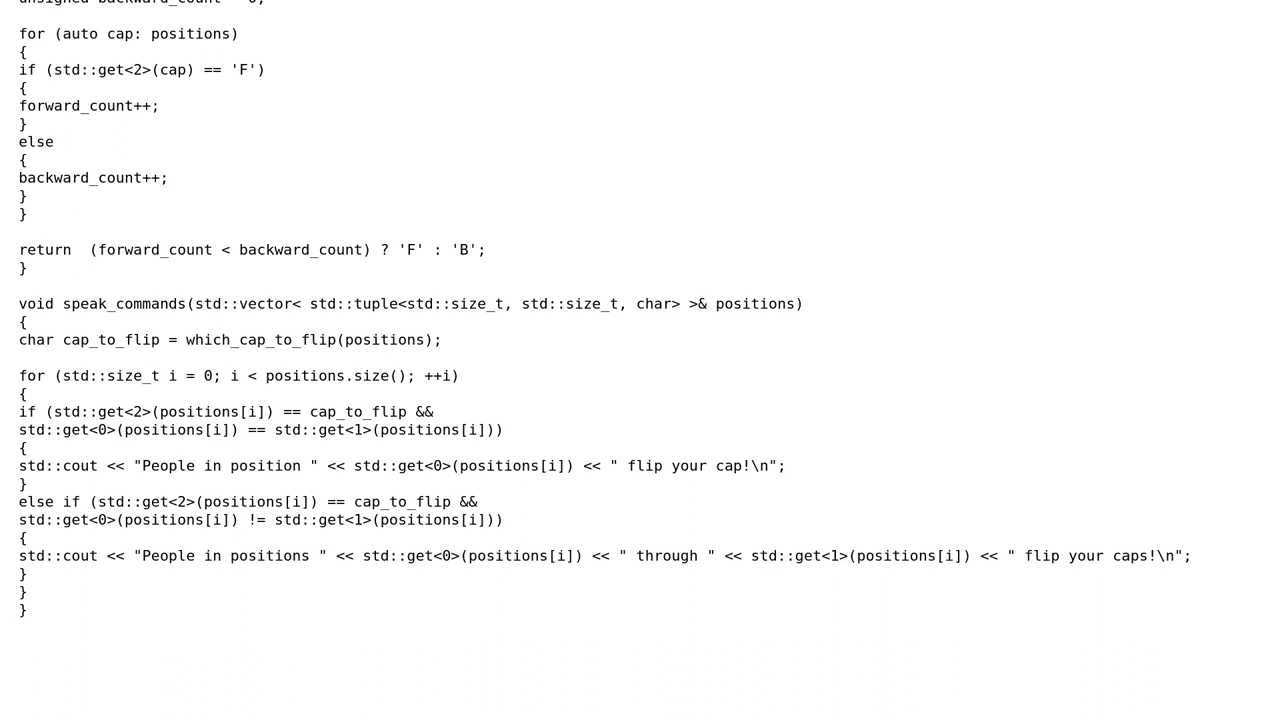 unsigned backward_count = 0;

for (auto cap: positions)
{
if (std::get<2>(cap) == 'F')
{
forward_count++;
}
else
{
backward_count++;
}
}

return  (forward_count < backward_count) ? 'F' : 'B';
}

void speak_commands(std::vector< std::tuple<std::size_t, std::size_t, char> >& positions)
{
char cap_to_flip = which_cap_to_flip(positions);

for (std::size_t i = 0; i < positions.size(); ++i)
{
if (std::get<2>(positions[i]) == cap_to_flip &&
std::get<0>(positions[i]) == std::get<1>(positions[i]))
{
std::cout << "People in position " << std::get<0>(positions[i]) << " flip your cap!\n";
}
else if (std::get<2>(positions[i]) == cap_to_flip &&
std::get<0>(positions[i]) != std::get<1>(positions[i]))
{
std::cout << "People in positions " << std::get<0>(positions[i]) << " through " << std::get<1>(positions[i]) << " flip your caps!\n";
}
}
}